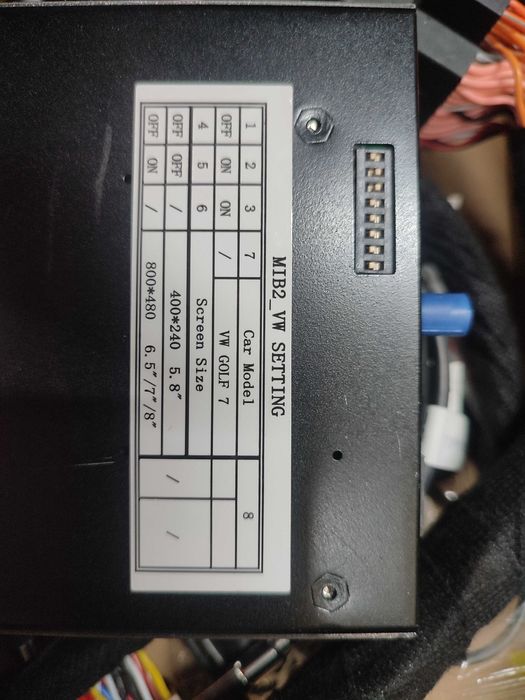 MIB2_VW SETTING
1 2 3 7 Car Model 8
OFF ON ON / VW GOLF 7
4 5 6 Screen Size
OFF OFF / 400*240 5.8" /
OFF ON / 800*480 6.5"/7"/8" /